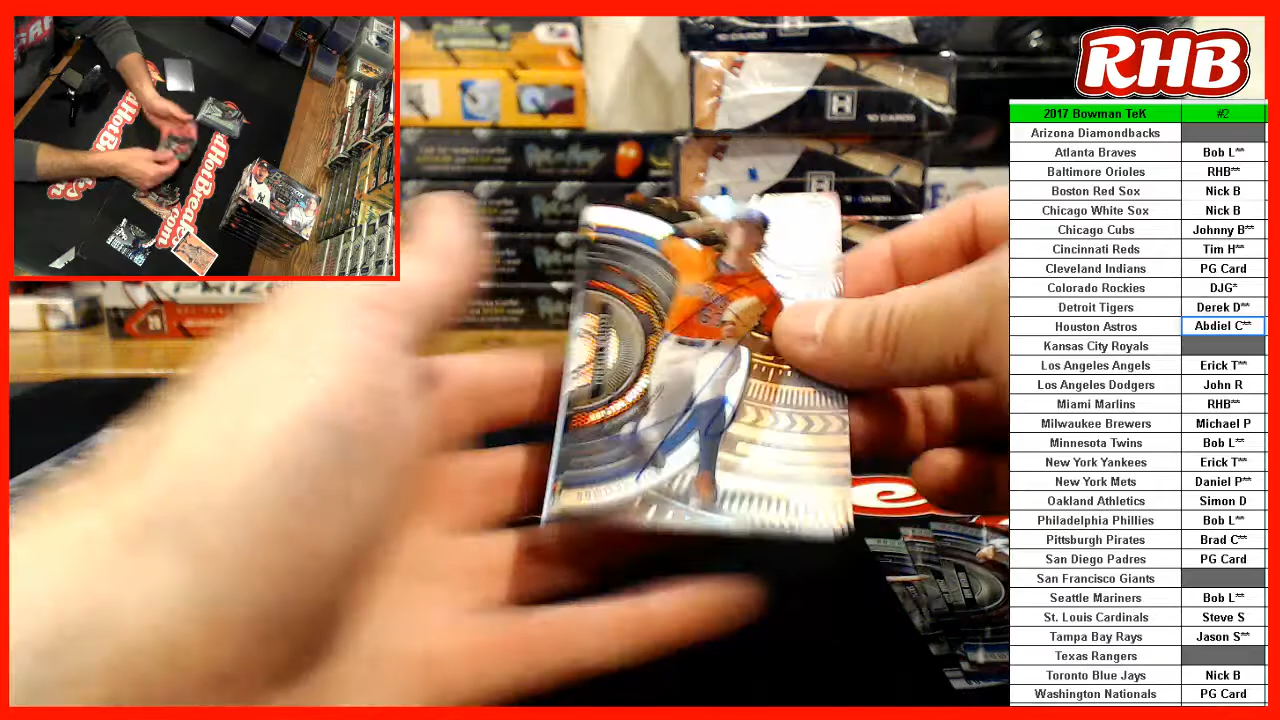 RHB
2017 Bowman TeK #2
Arizona Diamondbacks
Atlanta Braves Bob L**
Baltimore Orioles RHB**
Boston Red Sox Nick B
Chicago White Sox Nick B
Chicago Cubs Johnny B**
Cincinnati Reds Tim H**
Cleveland Indians PG Card
Colorado Rockies DJG*
Detroit Tigers Derek D**
Houston Astros Abdiel C**
Kansas City Royals
Los Angeles Angels Erick T**
Los Angeles Dodgers John R
Miami Marlins RHB**
Milwaukee Brewers Michael P
Minnesota Twins Bob L**
New York Yankees Erick T**
New York Mets Daniel P**
Oakland Athletics Simon D
Philadelphia Phillies Bob L**
Pittsburgh Pirates Brad C**
San Diego Padres PG Card
San Francisco Giants
Seattle Mariners Bob L**
St. Louis Cardinals Steve S
Tampa Bay Rays Jason S**
Texas Rangers
Toronto Blue Jays Nick B
Washington Nationals PG Card
10 CARDS
H
10 CARDS
H